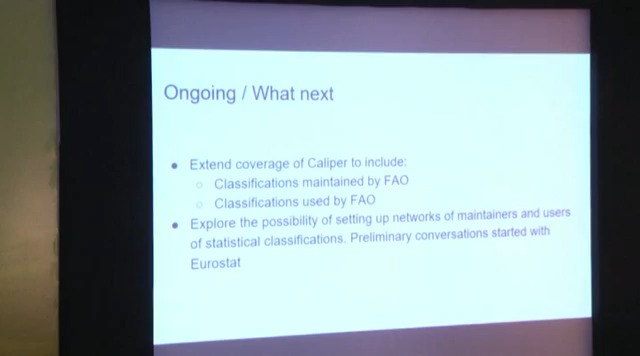 Ongoing / What next
● Extend coverage of Caliper to include:
○ Classifications maintained by FAO
○ Classifications used by FAO
● Explore the possibility of setting up networks of maintainers and users
of statistical classifications. Preliminary conversations started with
Eurostat